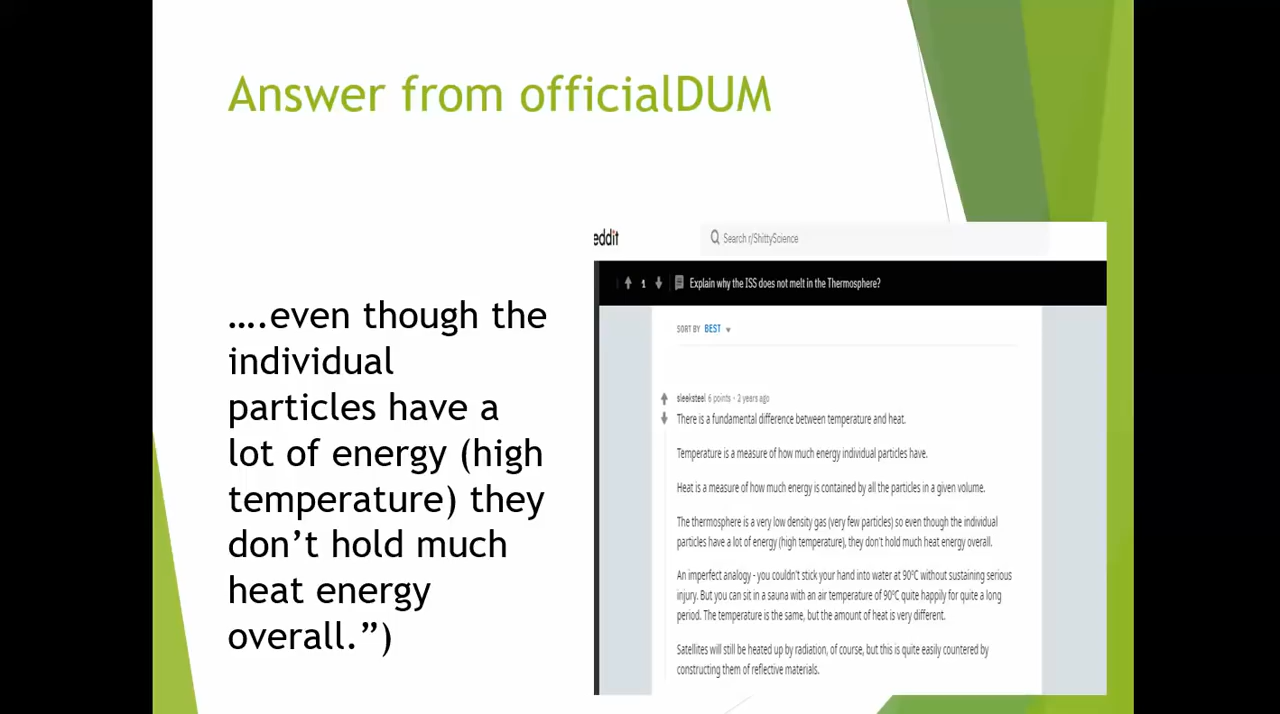 Answer from officialDUM
….even though the
individual
particles have a
lot of energy (high
temperature) they
don’t hold much
heat energy
overall.”)
eddit
Search r/ShittyScience
1 Explain why the ISS does not melt in the Thermosphere?
SORT BY BEST
sleeksteel 6 points · 2 years ago
There is a fundamental difference between temperature and heat.
Temperature is a measure of how much energy individual particles have.
Heat is a measure of how much energy is contained by all the particles in a given volume.
The thermosphere is a very low density gas (very few particles) so even though the individual
particles have a lot of energy (high temperature), they don't hold much heat energy overall.
An imperfect analogy - you couldn't stick your hand into water at 90°C without sustaining serious
injury. But you can sit in a sauna with an air temperature of 90°C quite happily for quite a long
period. The temperature is the same, but the amount of heat is very different.
Satellites will still be heated up by radiation, of course, but this is quite easily countered by
constructing them of reflective materials.